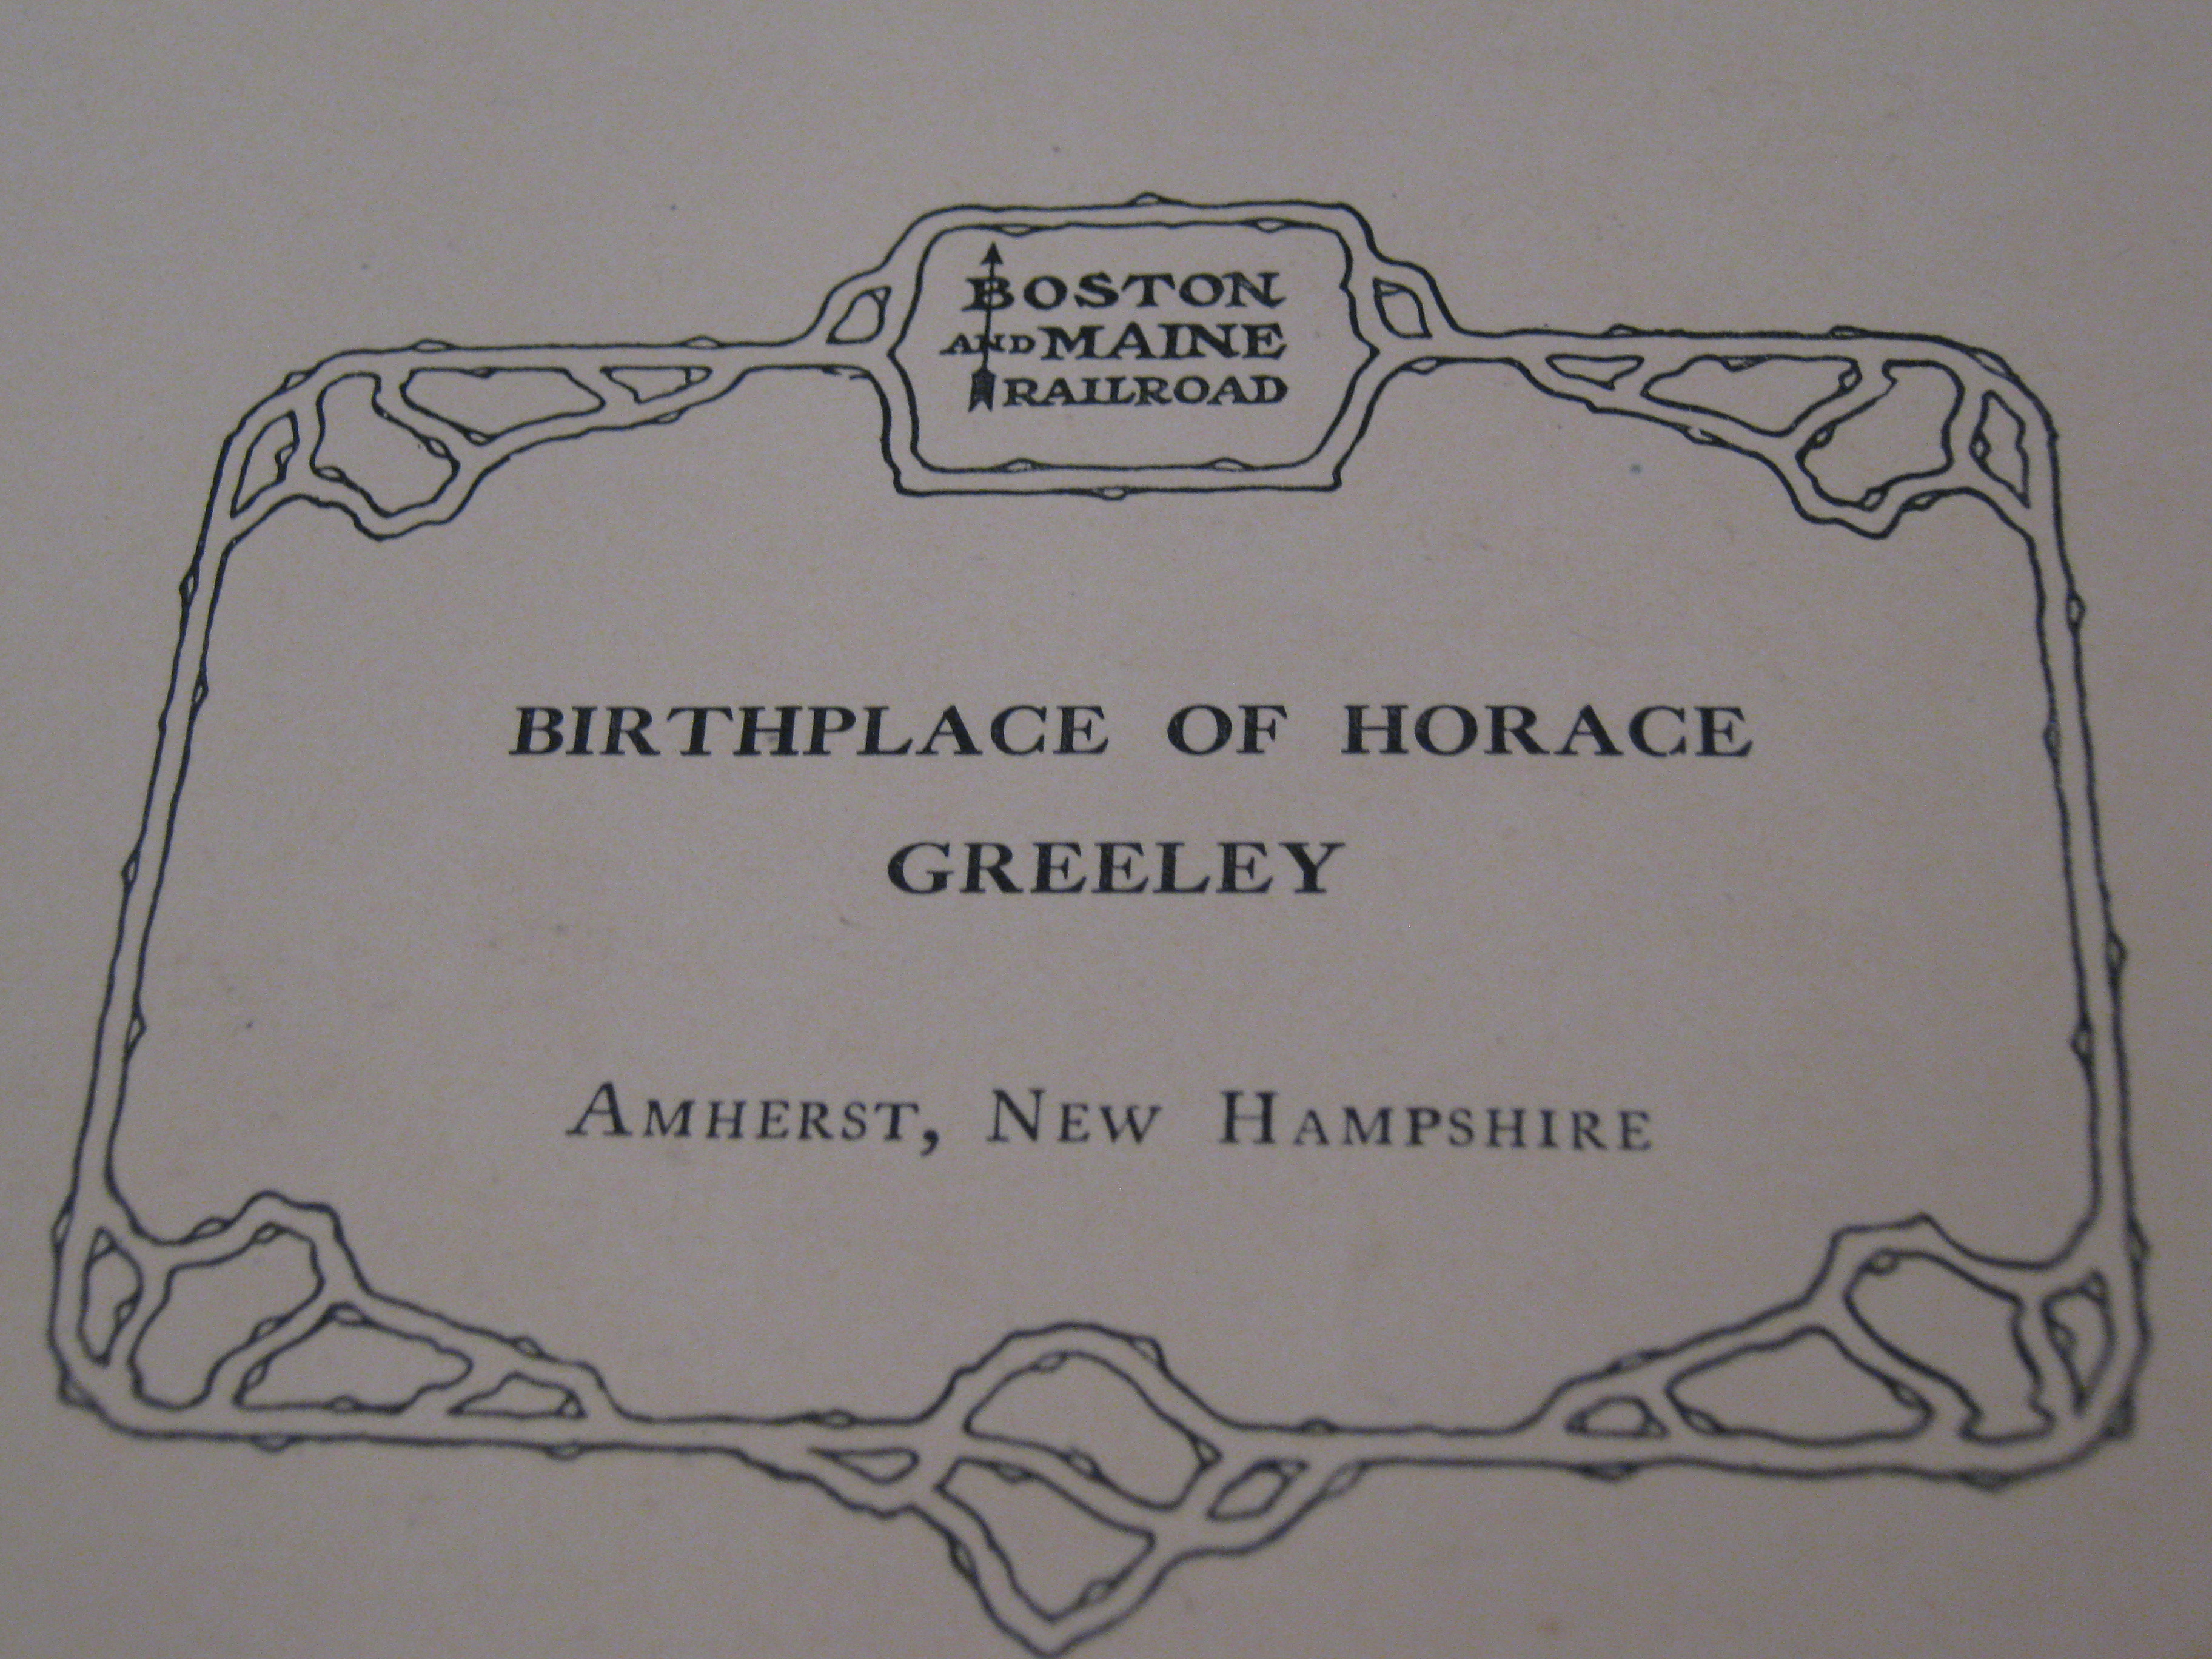 BOSTON
AND MAINE
RAILROAD
BIRTHPLACE OF HORACE
GREELEY
AMHERST, NEW HAMPSHIRE